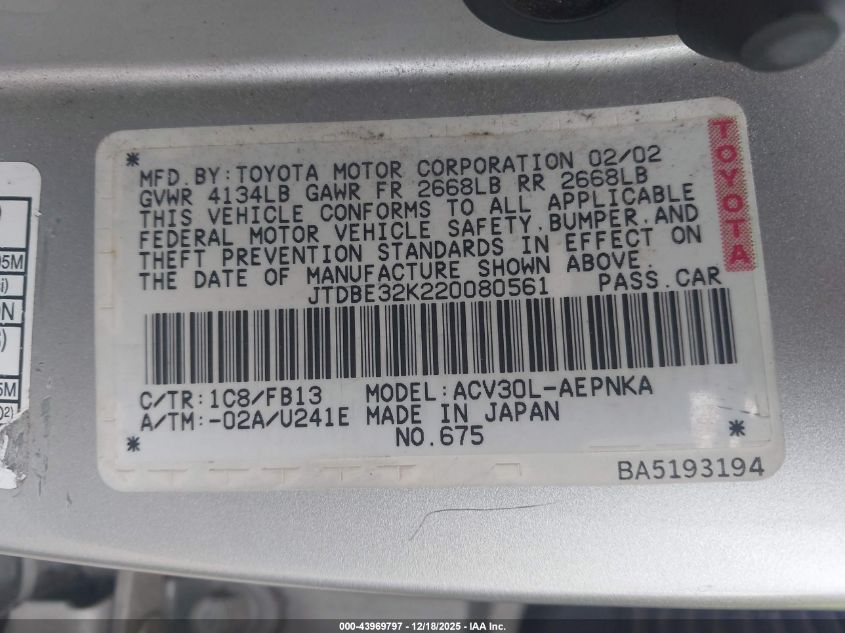 * MFD.BY:TOYOTA MOTOR CORPORATION 02/02
GVWR 4134LB GAWR FR 2668LB RR 2668LB
THIS VEHICLE CONFORMS TO ALL APPLICABLE
FEDERAL MOTOR VEHICLE SAFETY,BUMPER,AND
THEFT PREVENTION STANDARDS IN EFFECT ON
THE DATE OF MANUFACTURE SHOWN ABOVE.
JTDBE32K220080561 PASS.CAR
TOYOTA
C/TR:1C8/FB13 MODEL:ACV30L-AEPNKA
A/TM:-02A/U241E MADE IN JAPAN
* NO.675 *
BA5193194
000-43969797 - 12/18/2025 - IAA Inc.